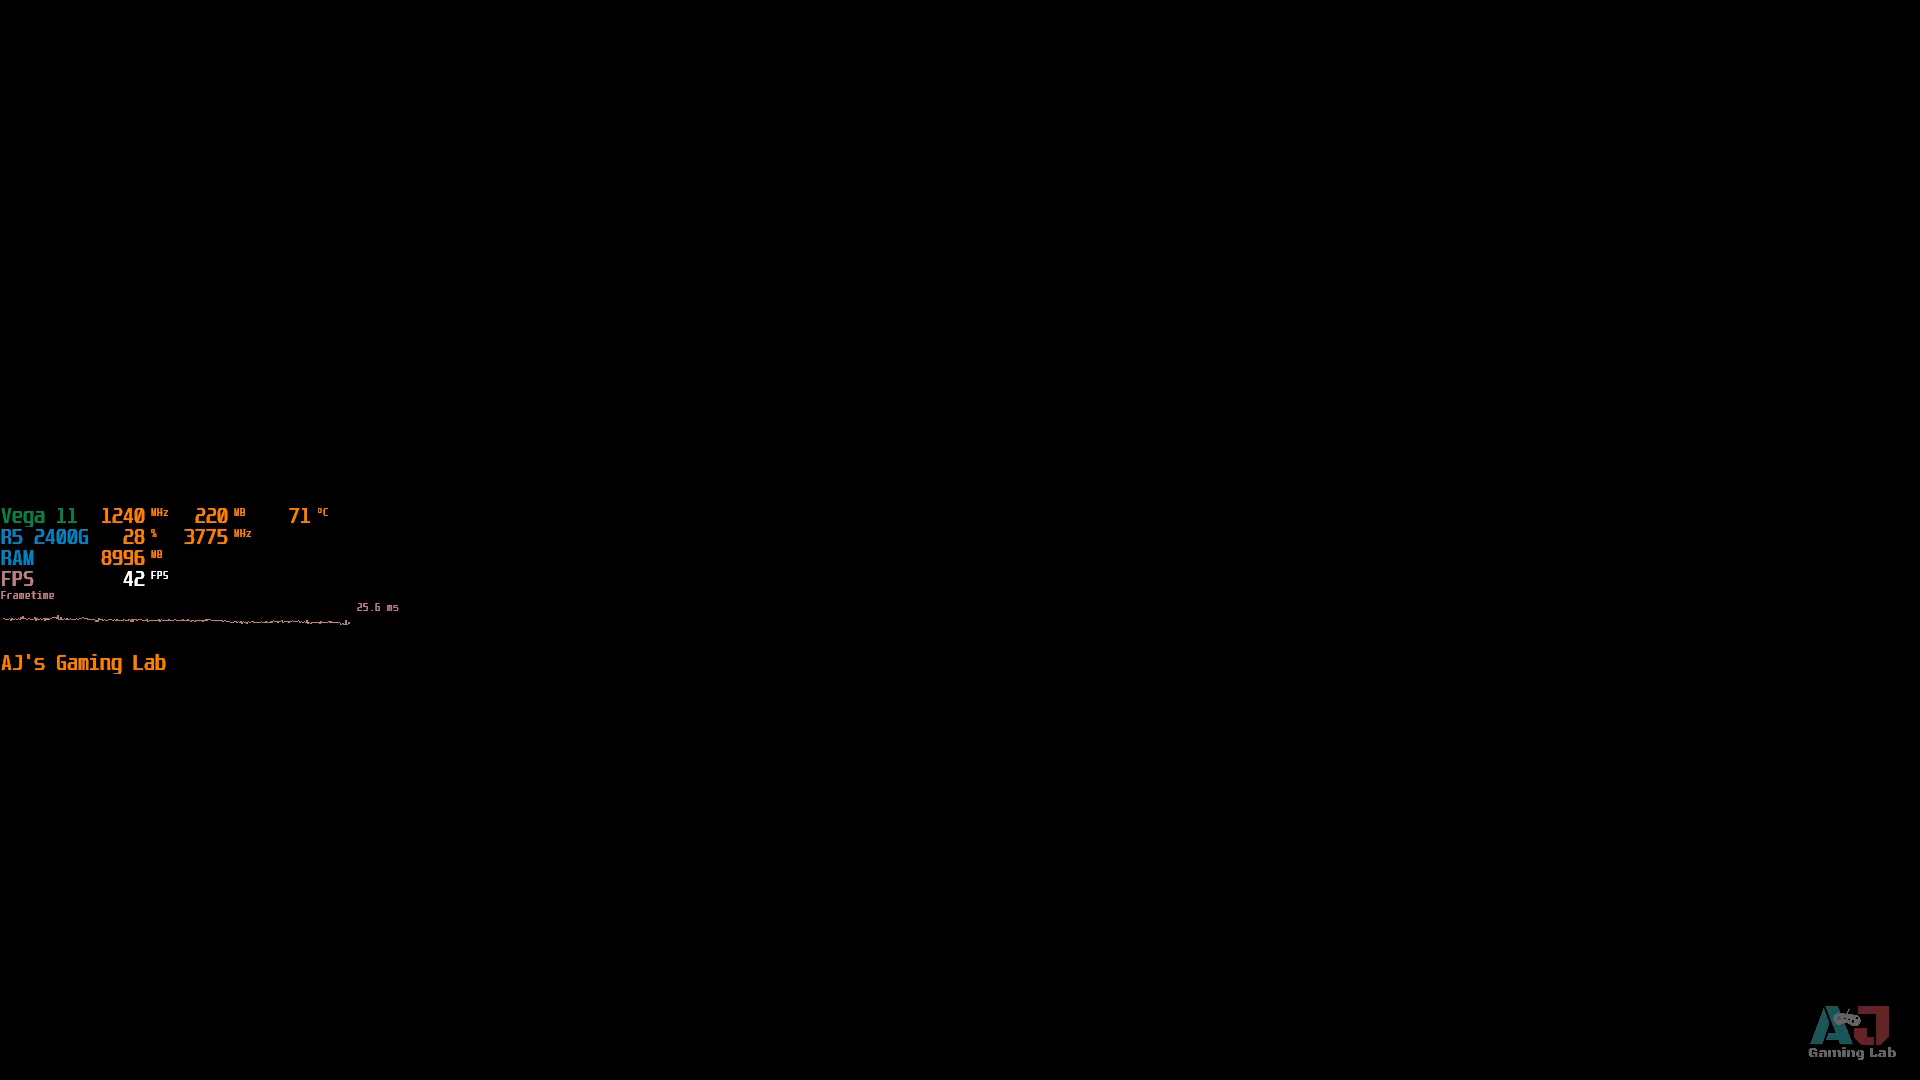 Vega 11 1240 MHz 220 MB 71 °C
R5 2400G 28 % 3775 MHz
RAM 8996 MB
FPS 42 FPS
Frametime
25.6 ms
AJ's Gaming Lab
AJ
Gaming Lab